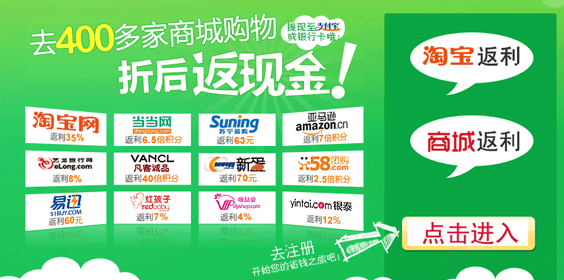 去400多家商城购物
提现至支付宝
或银行卡哦!
折后返现金!
淘宝网
返利35%
当当网
dangdang.com
返利6.5倍积分
Suning
苏宁易购
返利63元
亚马逊
amazon.cn
返利7倍积分
艺龙旅行网
eLong.com
返利8%
VANCL
凡客诚品
返利40倍积分
新蛋
返利70元
58团购
返利2.5倍积分
易迅
51BUY.COM
返利60元
红孩子
redbaby
返利7%
唯品会
vipshop.com
返利4%
yintai.com银泰
返利12%
去注册
开始您的省钱之旅吧!
淘宝返利
商城返利
点击进入